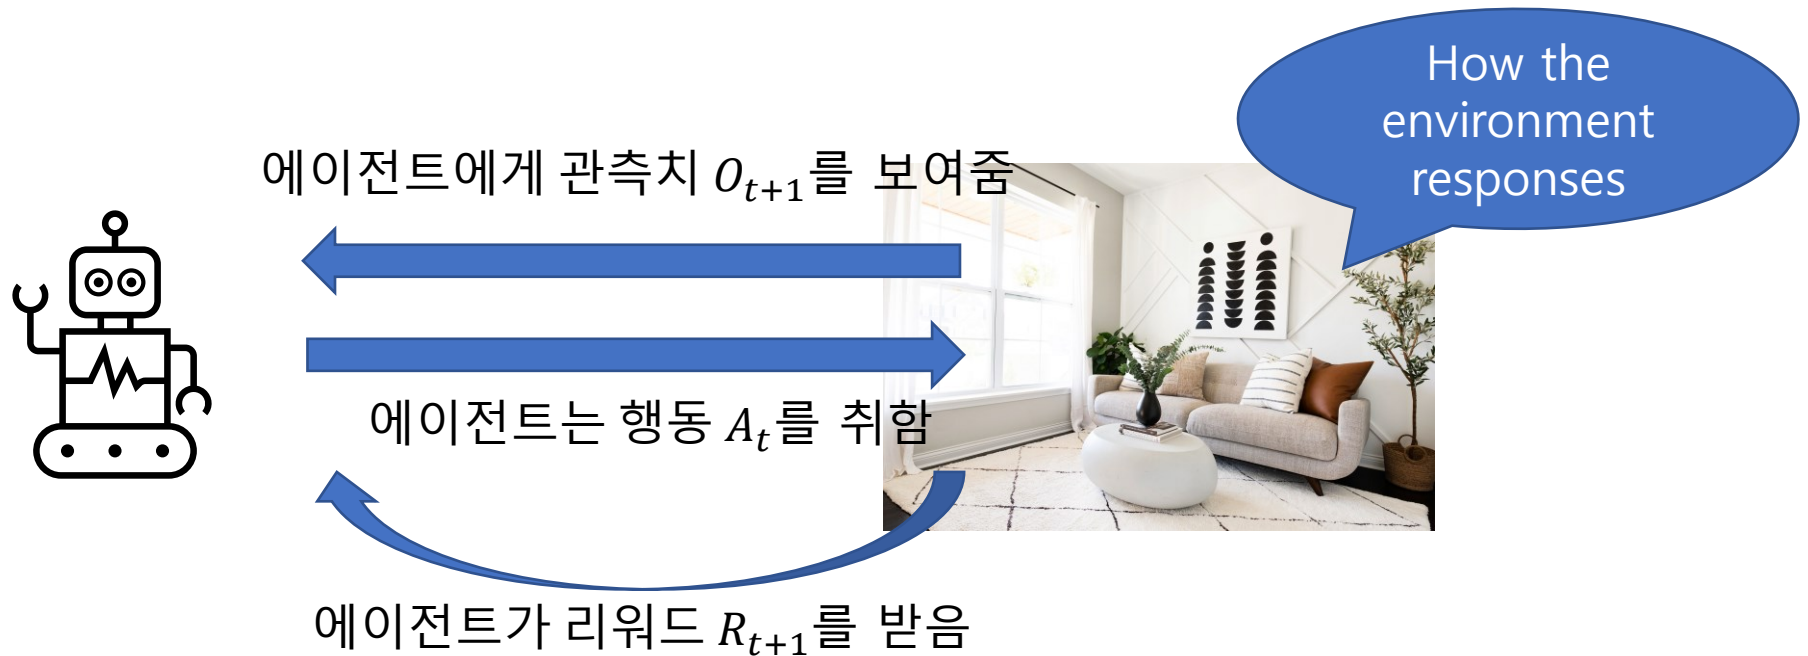 How the
environment
responses
에이전트에게 관측치 O_{t+1}를 보여줌
에이전트는 행동 A_t를 취함
에이전트가 리워드 R_{t+1}를 받음